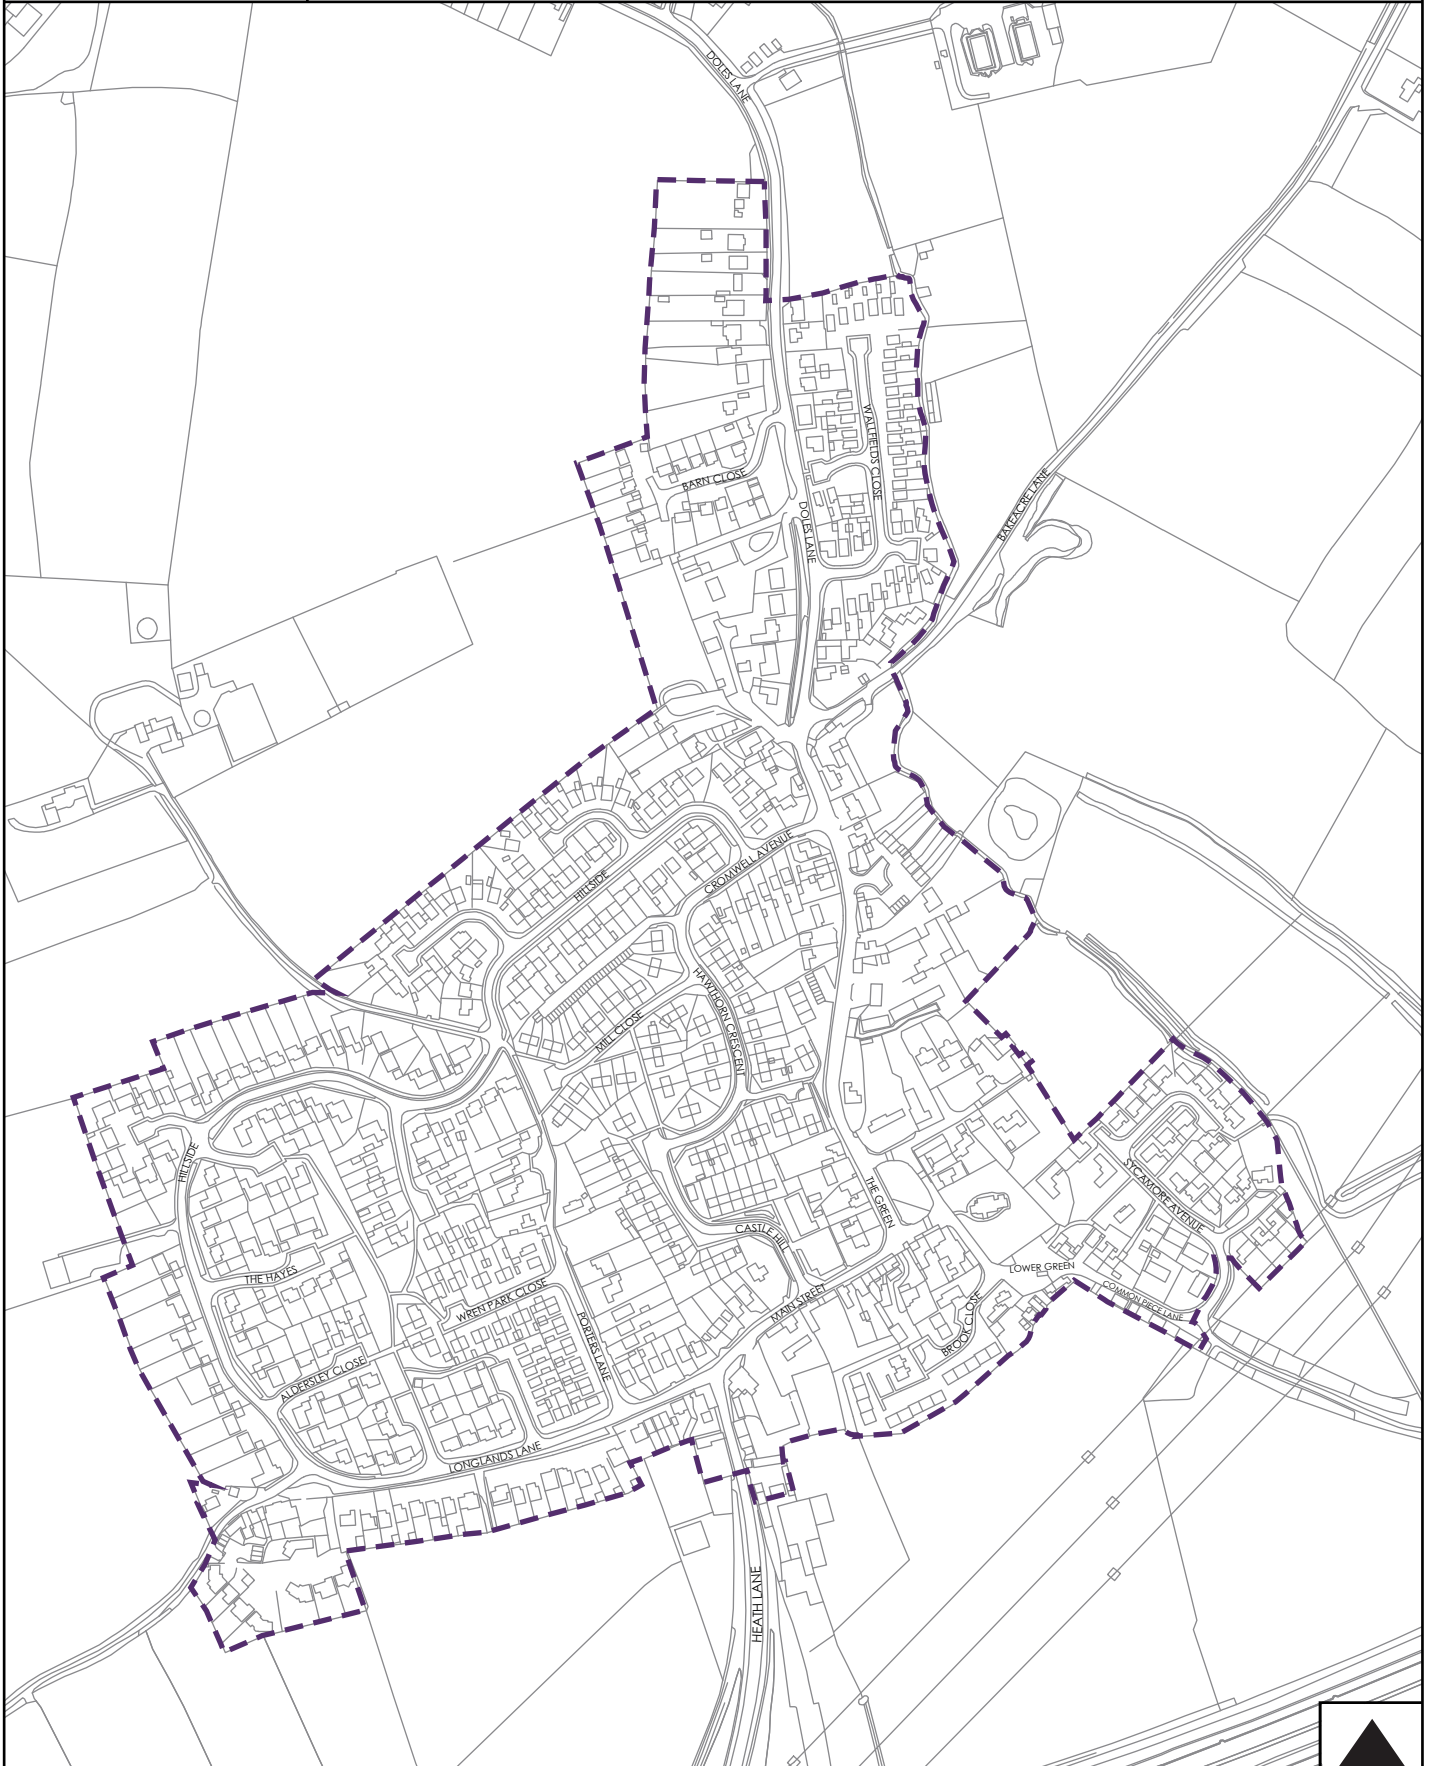 DOLES LANE
WALLFIELDS CLOSE
BARN CLOSE
BAKEACRE LANE
DOLES LANE
CROMWELL AVENUE
HILLSIDE
HAWTHORN CRESCENT
MILL CLOSE
HILLSIDE
SYCAMORE AVENUE
THE GREEN
CASTLE HILL
LOWER GREEN
THE HAYES
COMMON PIECE LANE
MAIN STREET
WREN PARK CLOSE
BROOK CLOSE
PORTERS LANE
ALDERSLEY CLOSE
LONGLANDS LANE
HEATH LANE